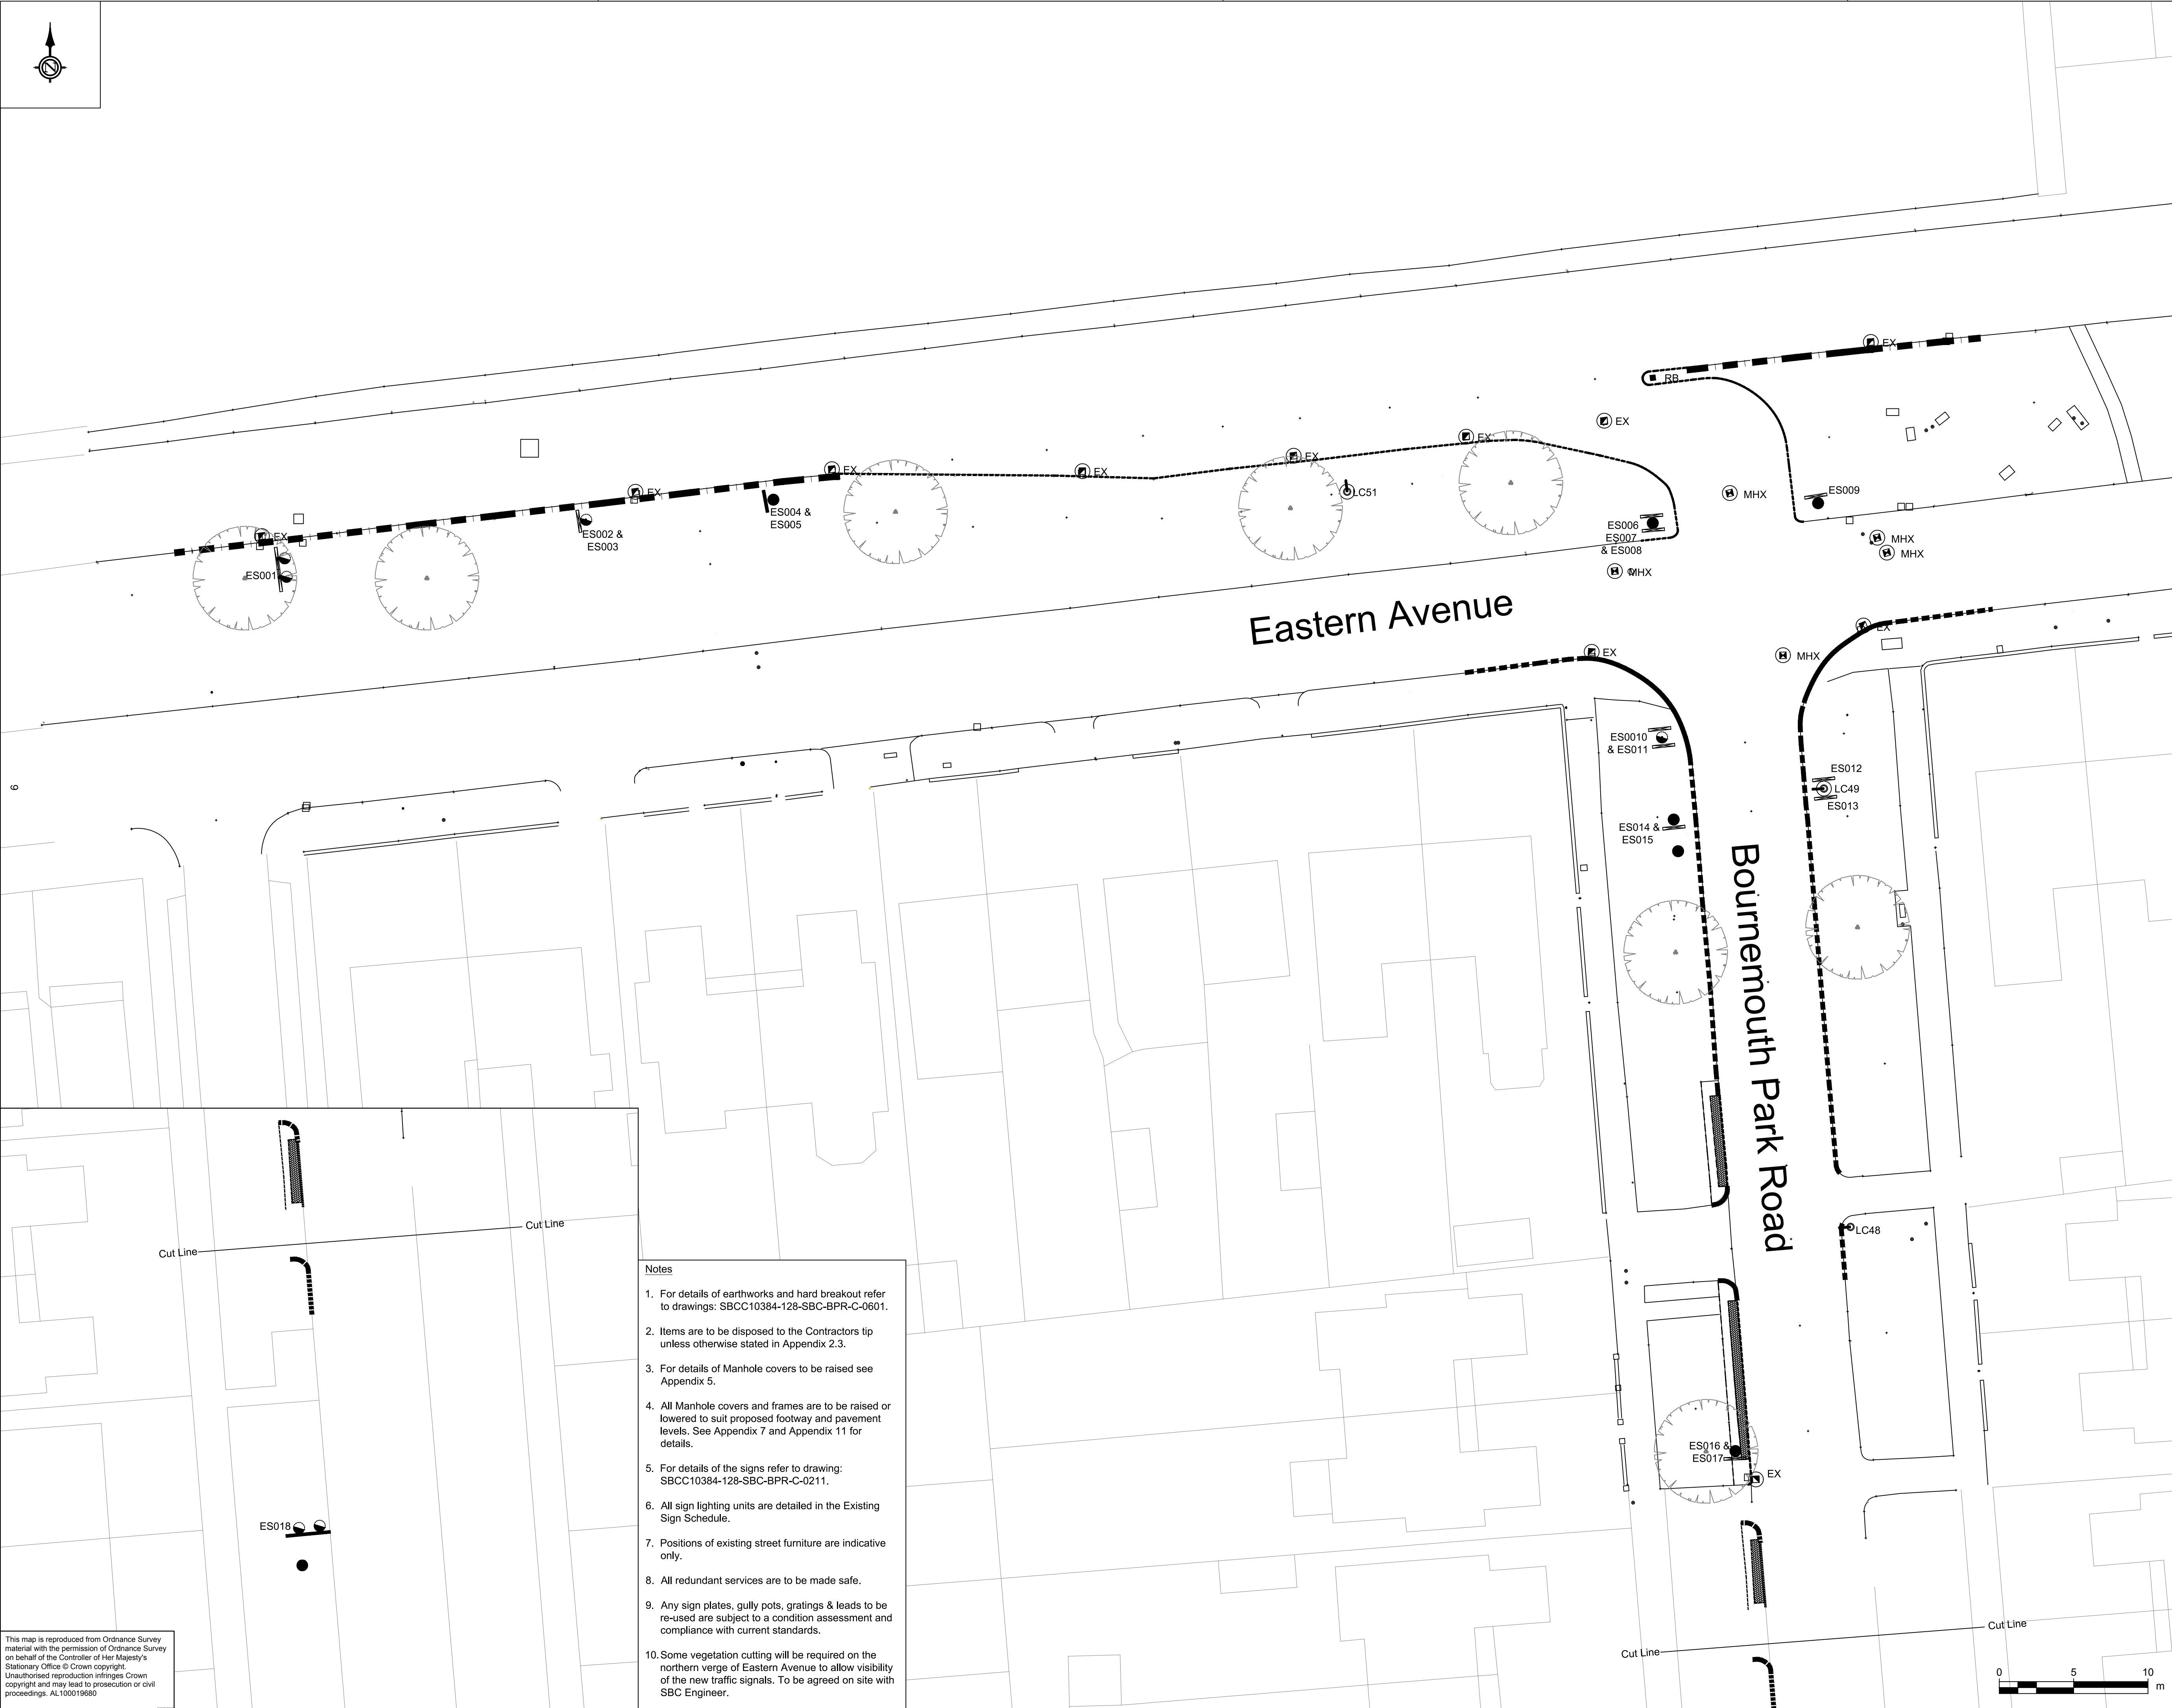 N
EX
RB
EX
EX
EX
EX
EX
EX
EX
LC51
ES009
MHX
ES004 &
ES005
ES002 &
ES003
ES001
ES006
ES007
& ES008
MHX
MHX
MHX
Eastern Avenue
EX
EX
MHX
ES0010
& ES011
ES012
LC49
ES013
ES014 &
ES015
9
Bournemouth Park Road
LC48
Cut Line
Cut Line
ES016 &
ES017
EX
ES018
Cut Line
Cut Line
Notes
1. For details of earthworks and hard breakout refer
to drawings: SBCC10384-128-SBC-BPR-C-0601.
2. Items are to be disposed to the Contractors tip
unless otherwise stated in Appendix 2.3.
3. For details of Manhole covers to be raised see
Appendix 5.
4. All Manhole covers and frames are to be raised or
lowered to suit proposed footway and pavement
levels. See Appendix 7 and Appendix 11 for
details.
5. For details of the signs refer to drawing:
SBCC10384-128-SBC-BPR-C-0211.
6. All sign lighting units are detailed in the Existing
Sign Schedule.
7. Positions of existing street furniture are indicative
only.
8. All redundant services are to be made safe.
9. Any sign plates, gully pots, gratings & leads to be
re-used are subject to a condition assessment and
compliance with current standards.
10. Some vegetation cutting will be required on the
northern verge of Eastern Avenue to allow visibility
of the new traffic signals. To be agreed on site with
SBC Engineer.
This map is reproduced from Ordnance Survey
material with the permission of Ordnance Survey
on behalf of the Controller of Her Majesty's
Stationary Office © Crown copyright.
Unauthorised reproduction infringes Crown
copyright and may lead to prosecution or civil
proceedings. AL100019680
0 5 10
m